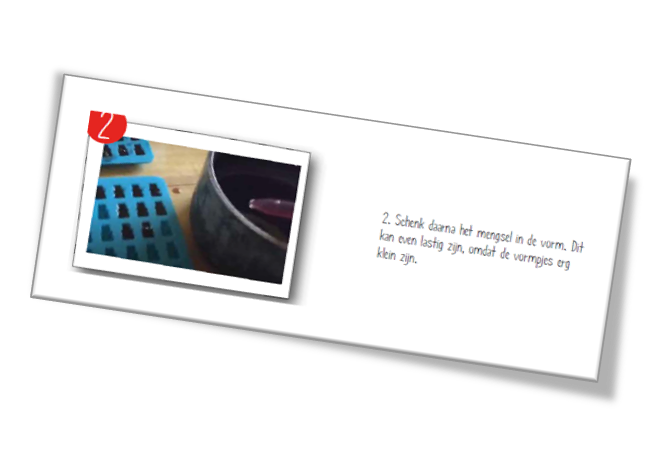 2
2. Schenk daarna het mengsel in de vorm. Dit
kan even lastig zijn, omdat de vormpjes erg
klein zijn.